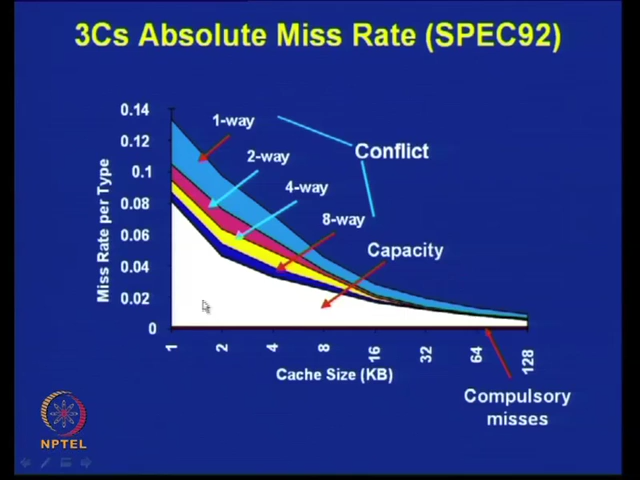 3Cs Absolute Miss Rate (SPEC92)
0.14
0.12
0.1
0.08
0.06
0.04
0.02
0
Miss Rate per Type
1-way
2-way
4-way
8-way
Conflict
Capacity
1
2
4
8
16
32
64
128
Cache Size (KB)
Compulsory
misses
NPTEL